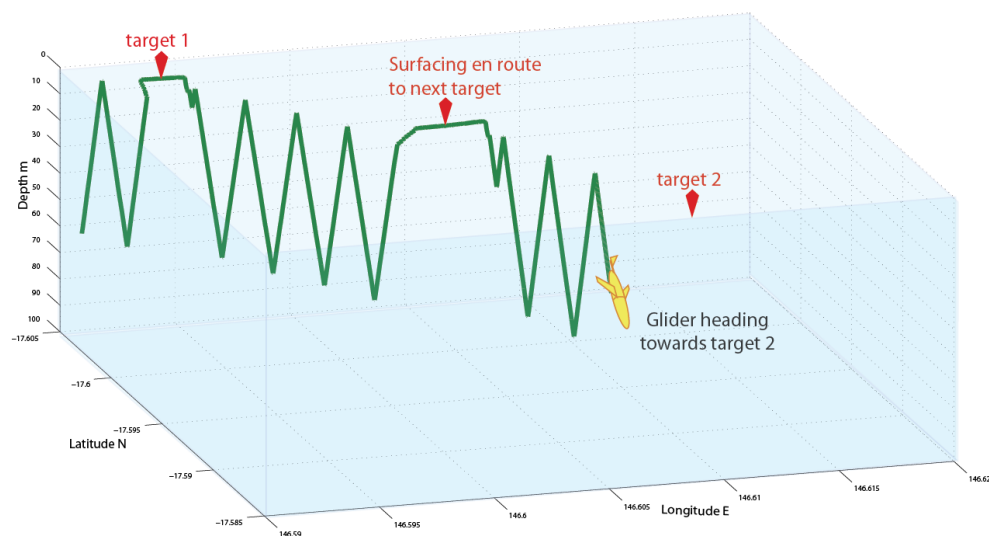 target 1
Surfacing en route
to next target
target 2
Glider heading
towards target 2
Depth m
0
10
20
30
40
50
60
70
80
90
100
−17.605
−17.6
−17.595
−17.59
−17.585
Latitude N
146.59
146.595
146.6
146.605
146.61
146.615
146.62
Longitude E